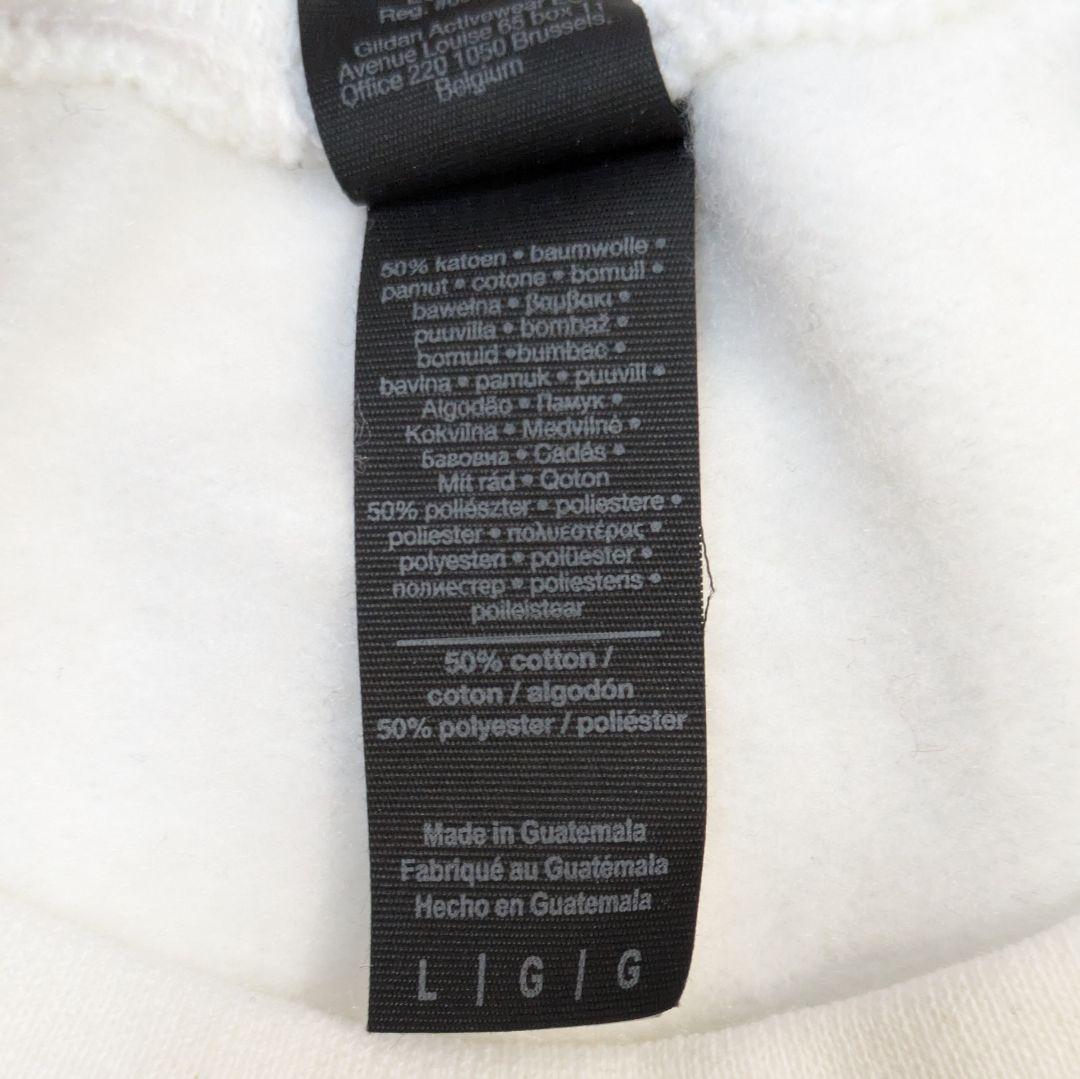 Gildan Activewear
Avenue Louise 65 box 11
Office 220 1050 Brussels,
Belgium
50% katoen • baumwolle •
pamut • cotone • bomull •
bawełna • βαμβακι •
puuvilla • bombaž •
bomuld •bumbac •
bavlna • pamuk • puuvill •
Algodão • Памук •
Kokvilna • Medvilnė •
бавовна • Cadás •
Mit rád • Qoton
50% poliészter • poliestere •
poliester • πολυεστέρας •
polyesteri • polüester •
полиестер • poliesteris •
poileistear
50% cotton /
coton / algodón
50% polyester / poliéster
Made in Guatemala
Fabriqué au Guatémala
Hecho en Guatemala
L | G | G